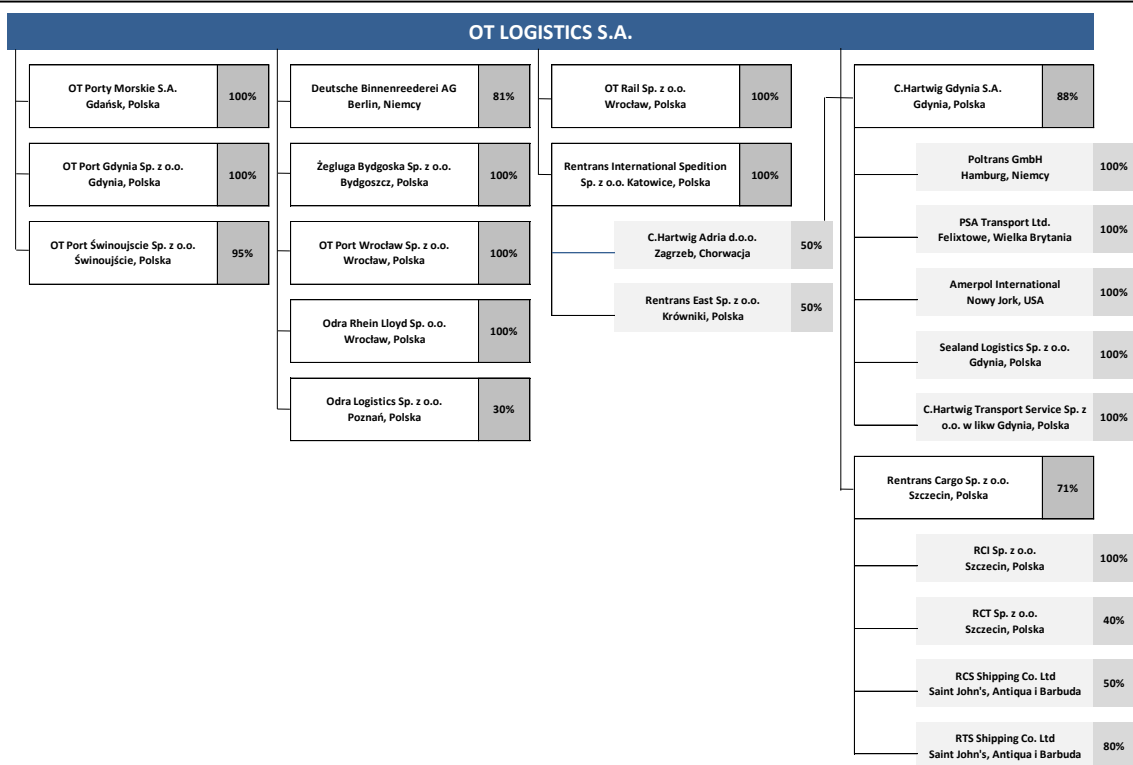 OT LOGISTICS S.A.
OT Porty Morskie S.A.
Gdańsk, Polska
100%
OT Port Gdynia Sp. z o.o.
Gdynia, Polska
100%
OT Port Świnoujscie Sp. z o.o.
Świnoujście, Polska
95%
Deutsche Binnenreederei AG
Berlin, Niemcy
81%
Żegluga Bydgoska Sp. z o.o.
Bydgoszcz, Polska
100%
OT Port Wrocław Sp. z o.o.
Wrocław, Polska
100%
Odra Rhein Lloyd Sp. o.o.
Wrocław, Polska
100%
Odra Logistics Sp. z o.o.
Poznań, Polska
30%
OT Rail Sp. z o.o.
Wrocław, Polska
100%
Rentrans International Spedition
Sp. z o.o. Katowice, Polska
100%
C.Hartwig Adria d.o.o.
Zagrzeb, Chorwacja
50%
Rentrans East Sp. z o.o.
Krówniki, Polska
50%
C.Hartwig Gdynia S.A.
Gdynia, Polska
88%
Poltrans GmbH
Hamburg, Niemcy
100%
PSA Transport Ltd.
Felixtowe, Wielka Brytania
100%
Amerpol International
Nowy Jork, USA
100%
Sealand Logistics Sp. z o.o.
Gdynia, Polska
100%
C.Hartwig Transport Service Sp. z
o.o. w likw Gdynia, Polska
100%
Rentrans Cargo Sp. z o.o.
Szczecin, Polska
71%
RCI Sp. z o.o.
Szczecin, Polska
100%
RCT Sp. z o.o.
Szczecin, Polska
40%
RCS Shipping Co. Ltd
Saint John's, Antiqua i Barbuda
50%
RTS Shipping Co. Ltd
Saint John's, Antiqua i Barbuda
80%